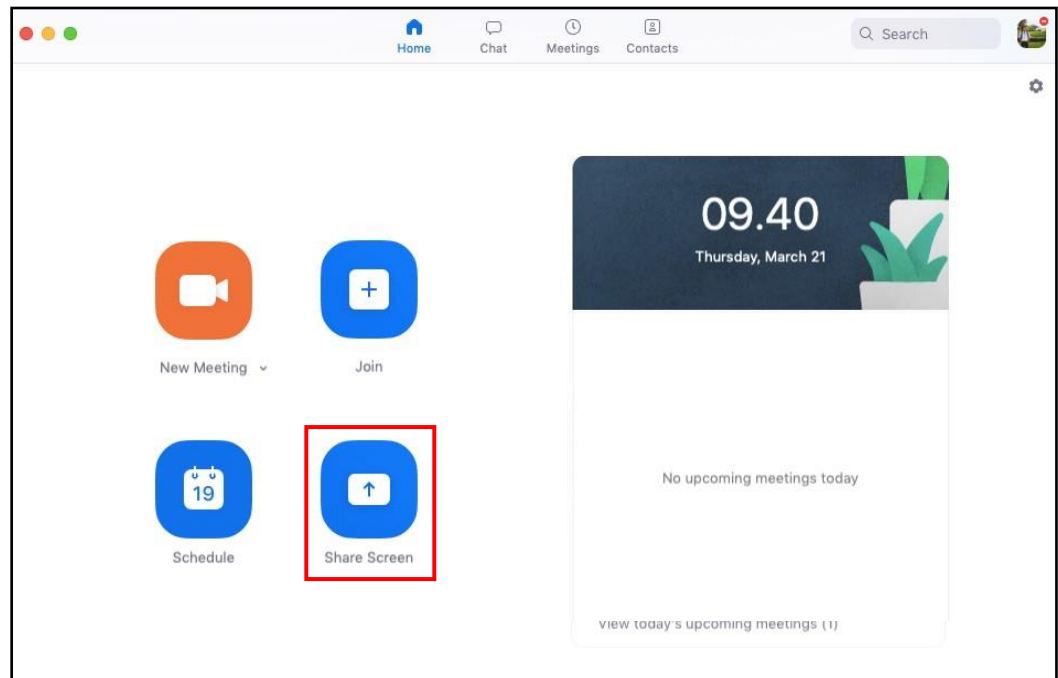 Home
Chat
Meetings
Contacts
Search
09.40
Thursday, March 21
New Meeting
Join
19
Schedule
Share Screen
No upcoming meetings today
View today's upcoming meetings (1)